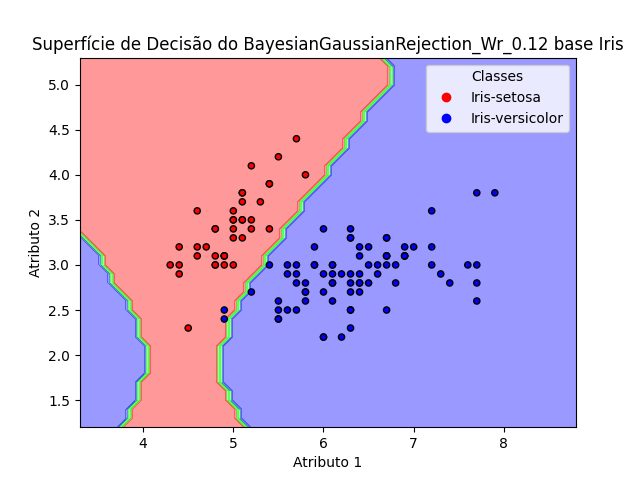 Superfície de Decisão do BayesianGaussianRejection_Wr_0.12 base Iris
Classes
Iris-setosa
Iris-versicolor
Atributo 2
5.0
4.5
4.0
3.5
3.0
2.5
2.0
1.5
4 5 6 7 8
Atributo 1